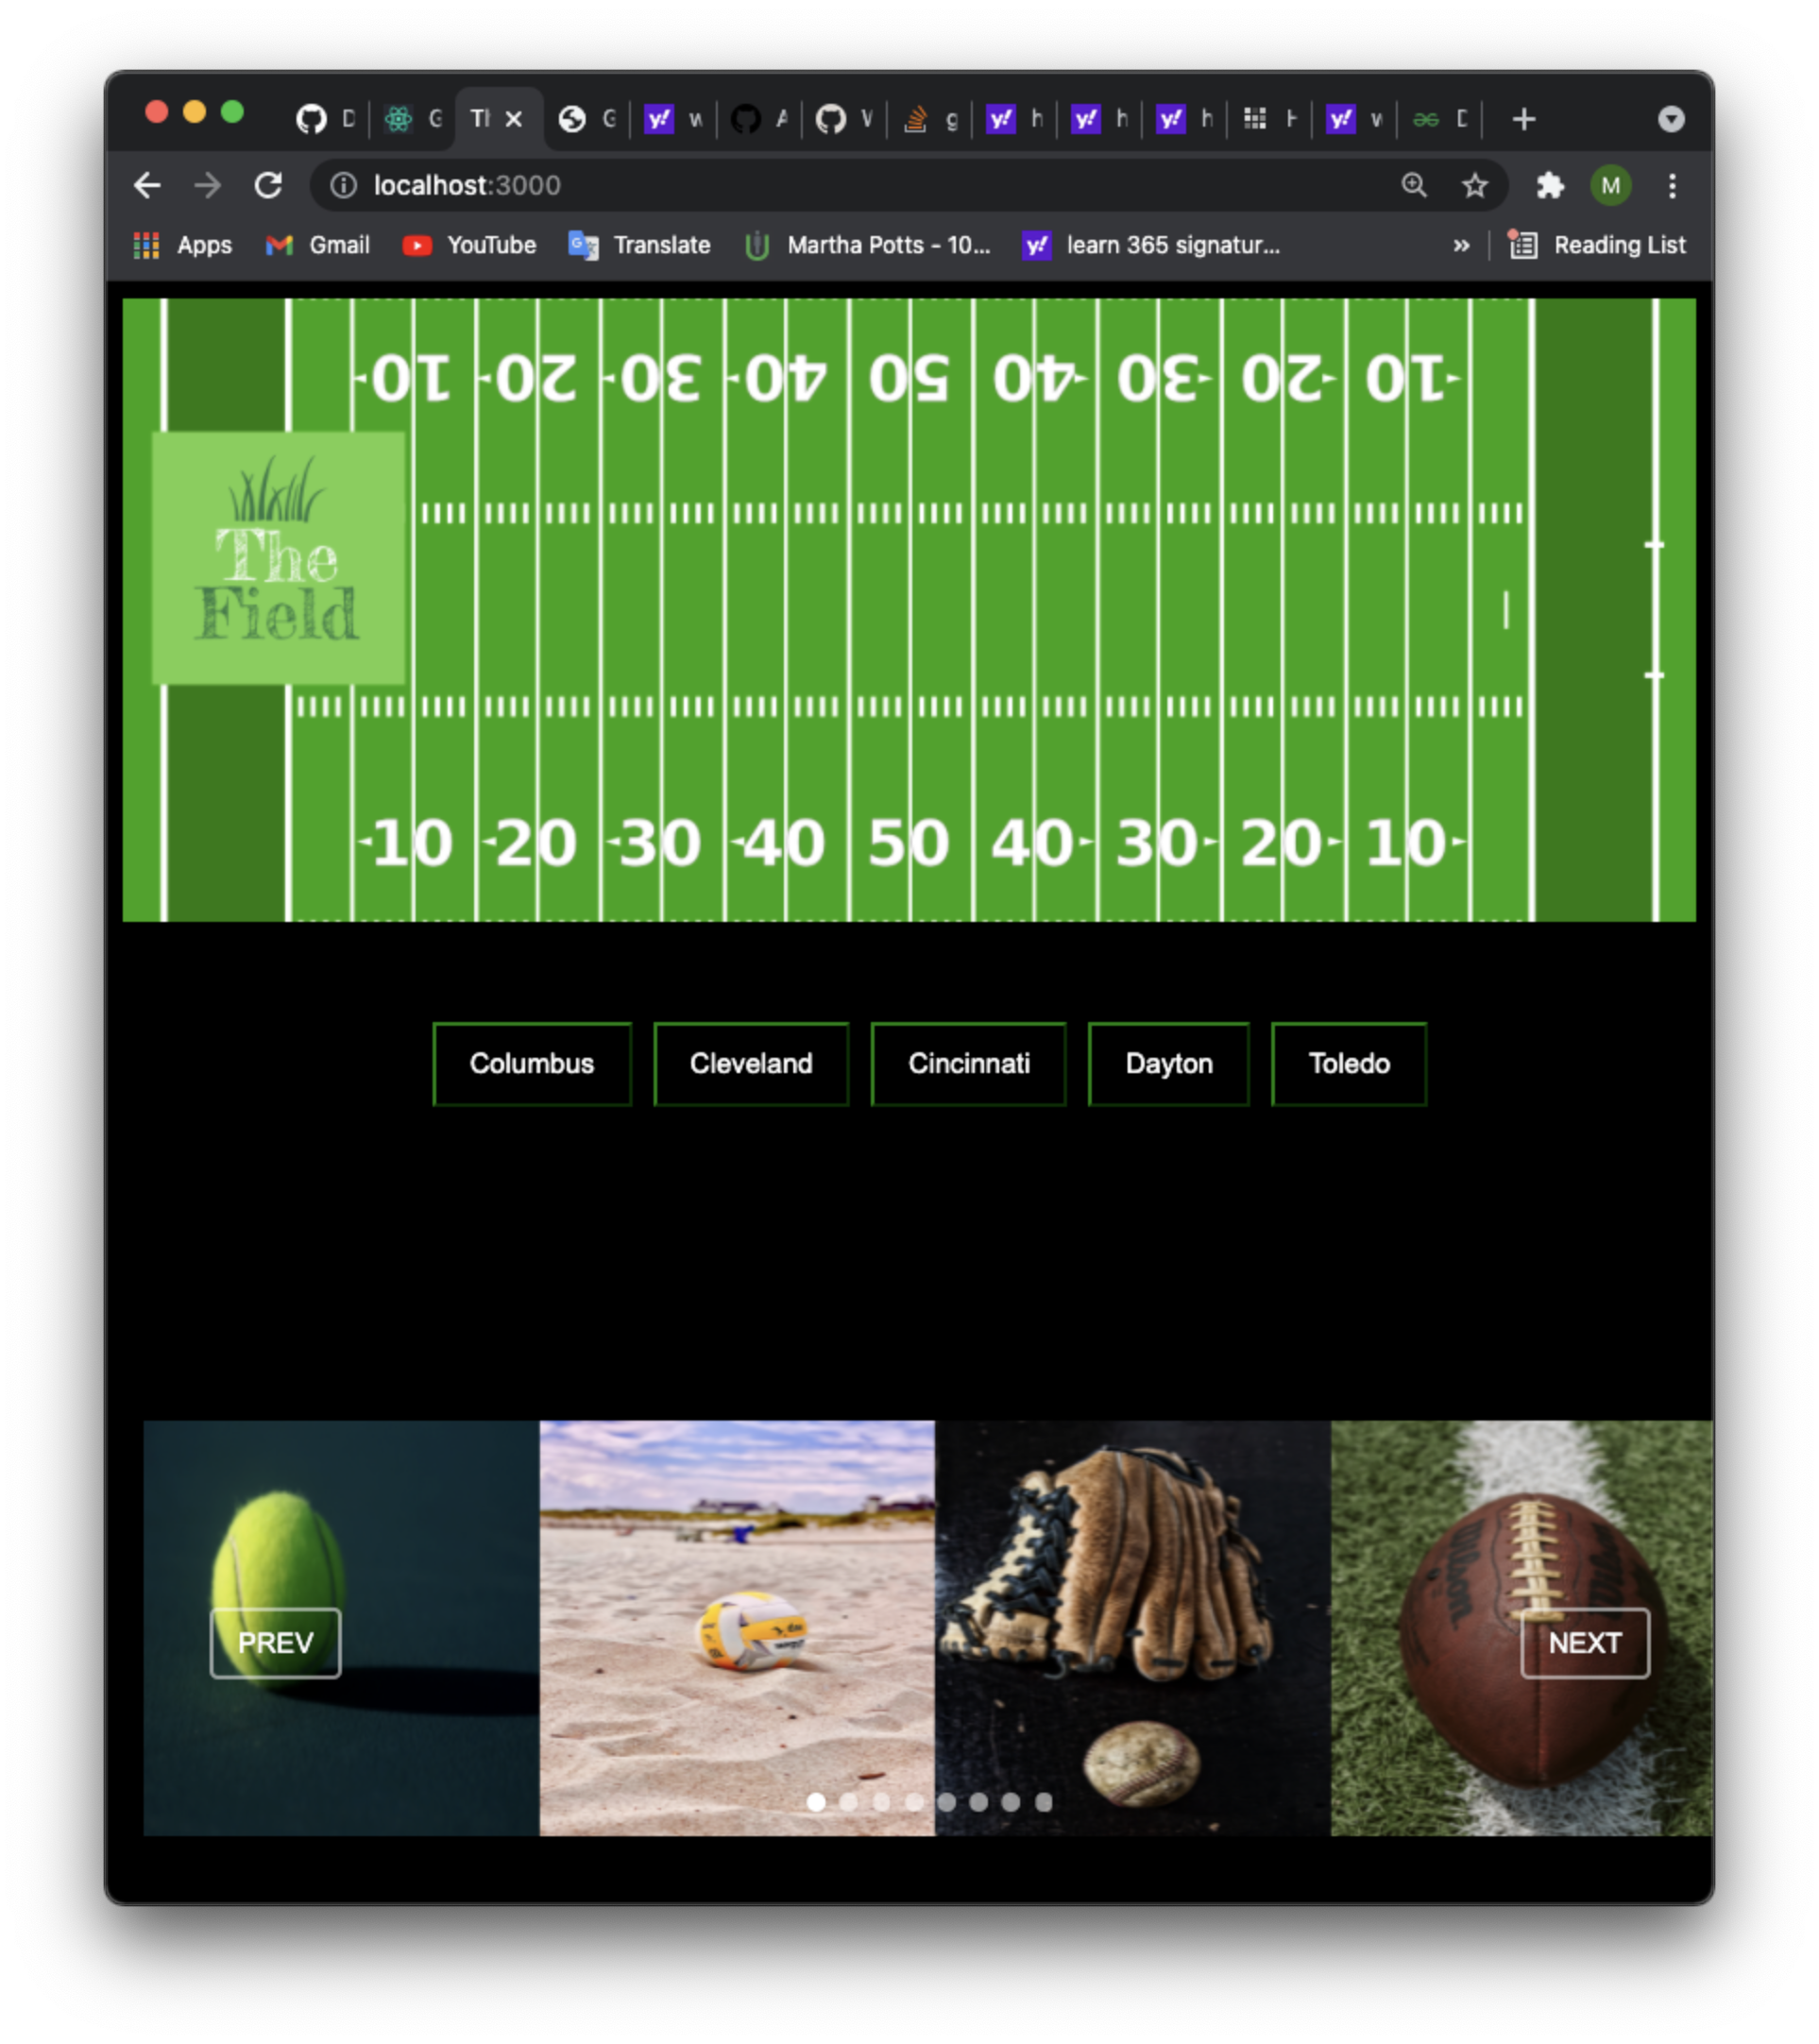 D G Tl G w A V g h h h H w D
localhost:3000
Apps Gmail YouTube Translate Martha Potts - 10... learn 365 signatur... » Reading List
10 20 30 40 50 40 30 20 10
The
Field
10 20 30 40 50 40 30 20 10
Columbus Cleveland Cincinnati Dayton Toledo
Wilson
PREV NEXT